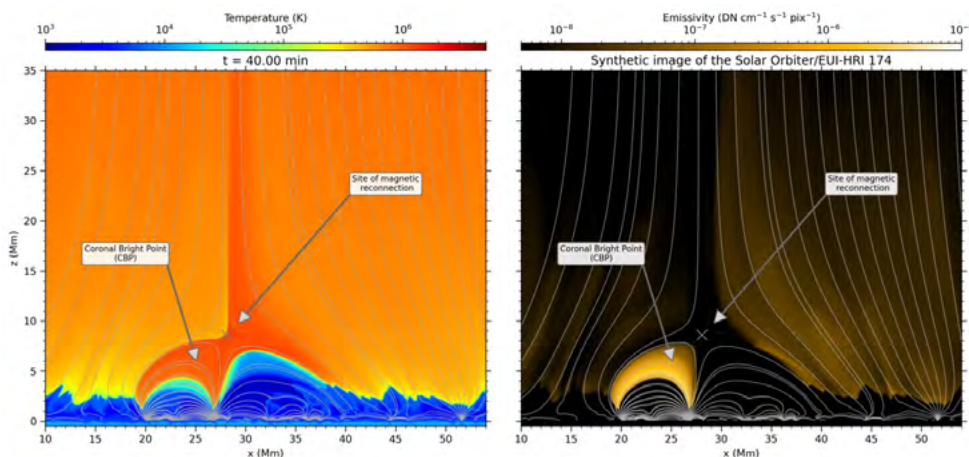 Temperature (K)
10³ 10⁴ 10⁵ 10⁶
t = 40.00 min
35
30
25
20
15
10
5
0
z (Mm)
10 15 20 25 30 35 40 45 50
x (Mm)
Site of magnetic
reconnection
Coronal Bright Point
(CBP)
Emissivity (DN cm⁻¹ s⁻¹ pix⁻¹)
10⁻⁸ 10⁻⁷ 10⁻⁶
Synthetic image of the Solar Orbiter/EUI-HRI 174
Site of magnetic
reconnection
Coronal Bright Point
(CBP)
10 15 20 25 30 35 40 45 50
x (Mm)